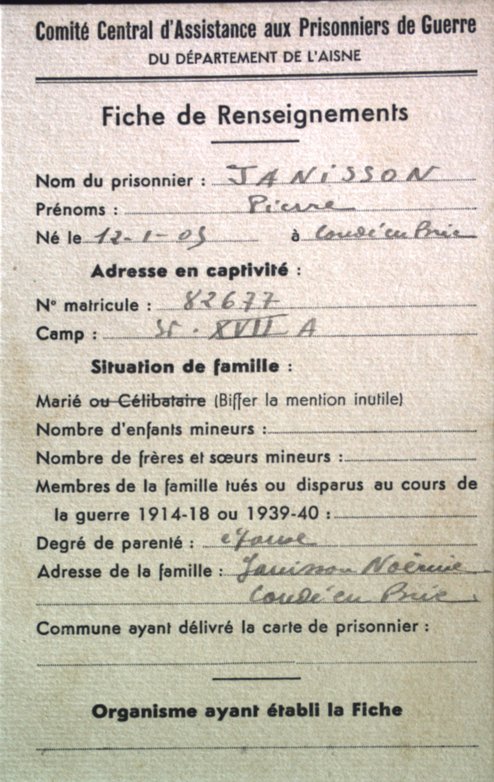 Comité Central d'Assistance aux Prisonniers de Guerre
DU DÉPARTEMENT DE L'AISNE
Fiche de Renseignements
Nom du prisonnier : JANISSON
Prénoms : Pierre
Né le 12-1-05 à Condé en Brie
Adresse en captivité :
N° matricule : 82677
Camp : St. XVII A
Situation de famille :
Marié ou Célibataire (Biffer la mention inutile)
Nombre d'enfants mineurs :
Nombre de frères et sœurs mineurs :
Membres de la famille tués ou disparus au cours de
la guerre 1914-18 ou 1939-40 :
Degré de parenté : épouse
Adresse de la famille : Janisson Noémie
Condé en Brie.
Commune ayant délivré la carte de prisonnier :
Organisme ayant établi la Fiche